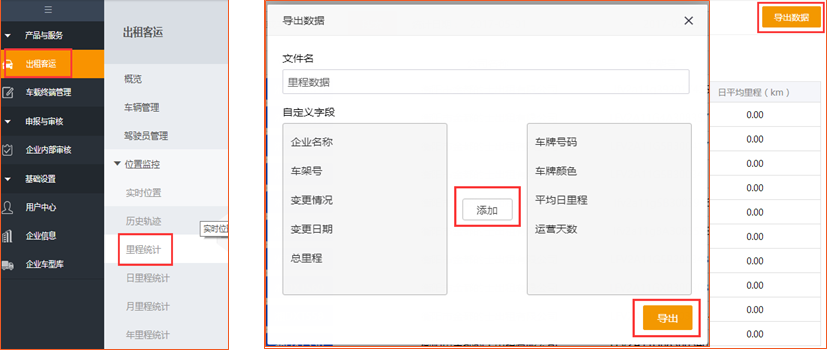 产品与服务
出租客运
车载终端管理
申报与审核
企业内部审核
基础设置
用户中心
企业信息
企业车型库
出租客运
概览
车辆管理
驾驶员管理
位置监控
实时位置
历史轨迹
实时位
里程统计
日里程统计
月里程统计
年里程统计
导出数据
文件名
里程数据
自定义字段
企业名称
车架号
变更情况
变更日期
总里程
添加
车牌号码
车牌颜色
平均日里程
运营天数
导出
导出数据
日平均里程（km）
0.00
0.00
0.00
0.00
0.00
0.00
0.00
0.00
0.00